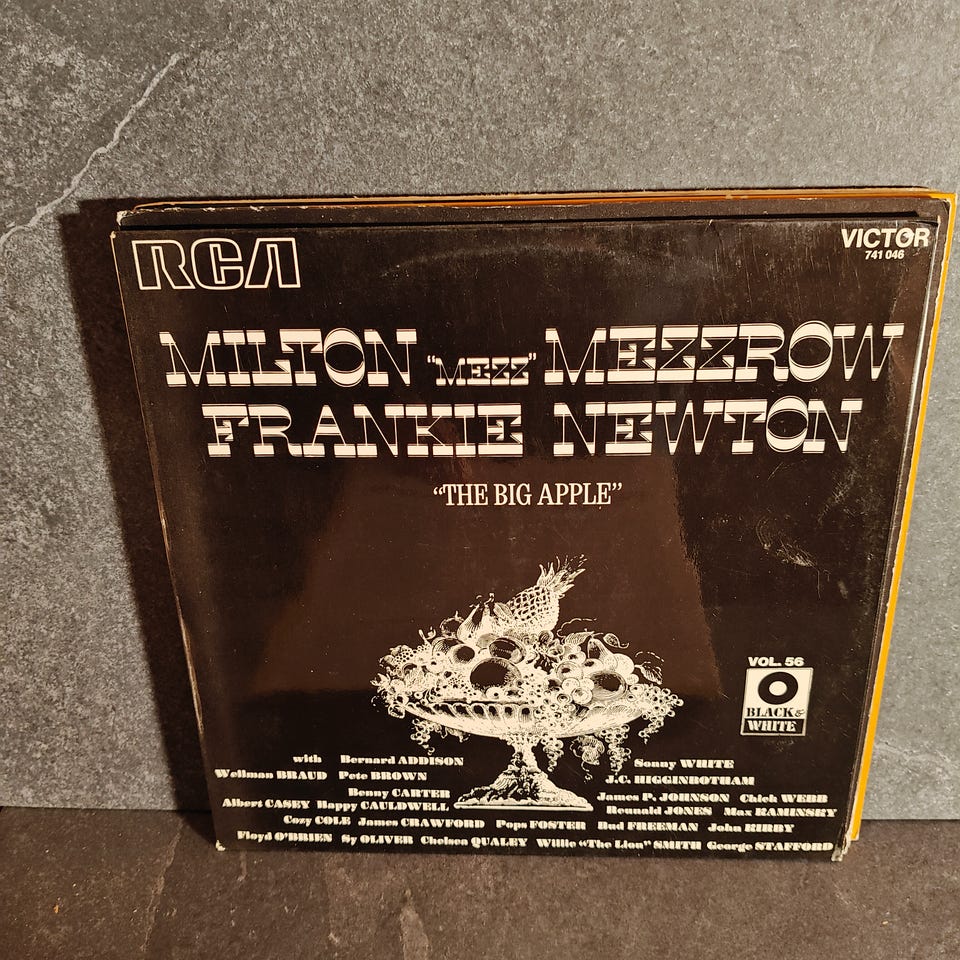 RCA
VICTOR
741 046
MILTON "MEZZ" MEZZROW
FRANKIE NEWTON
"THE BIG APPLE"
VOL. 56
BLACK &
WHITE
with Bernard ADDISON Sonny WHITE
Wellman BRAUD Pete BROWN J.C. HIGGINBOTHAM
Benny CARTER James P. JOHNSON Chick WEBB
Albert CASEY Happy CAULDWELL Reunald JONES Max KAMINSKY
Cozy COLE James CRAWFORD Pops FOSTER Bud FREEMAN John KIRBY
Floyd O'BRIEN Sy OLIVER Chelsea QUALEY Willie "The Lion" SMITH George STAFFORD